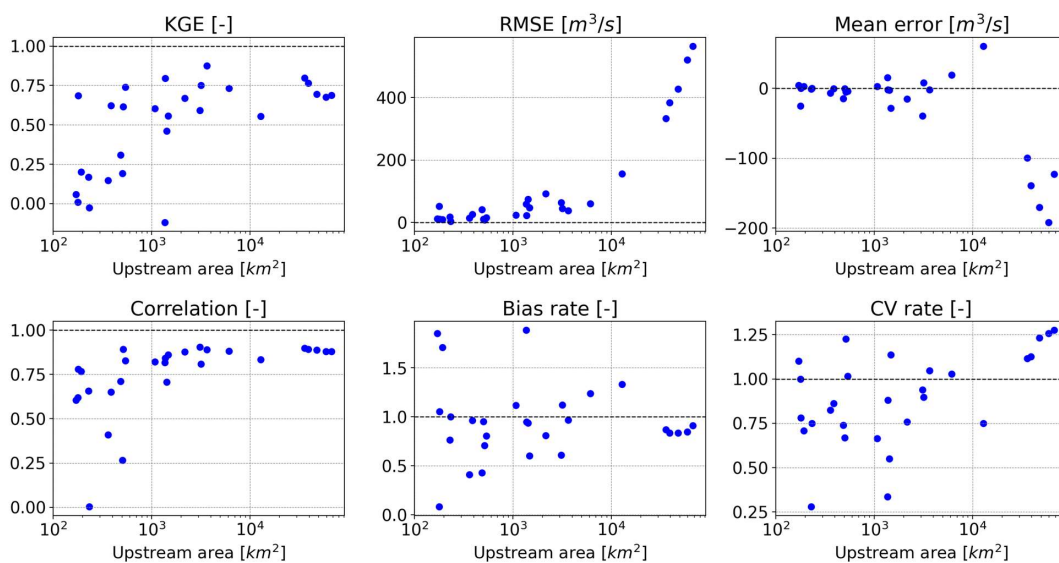 KGE [-]
1.00
0.75
0.50
0.25
0.00
10² 10³ 10⁴
Upstream area [km²]
RMSE [m³/s]
400
200
0
10² 10³ 10⁴
Upstream area [km²]
Mean error [m³/s]
0
−100
−200
10² 10³ 10⁴
Upstream area [km²]
Correlation [-]
1.00
0.75
0.50
0.25
0.00
10² 10³ 10⁴
Upstream area [km²]
Bias rate [-]
1.5
1.0
0.5
0.0
10² 10³ 10⁴
Upstream area [km²]
CV rate [-]
1.25
1.00
0.75
0.50
0.25
10² 10³ 10⁴
Upstream area [km²]